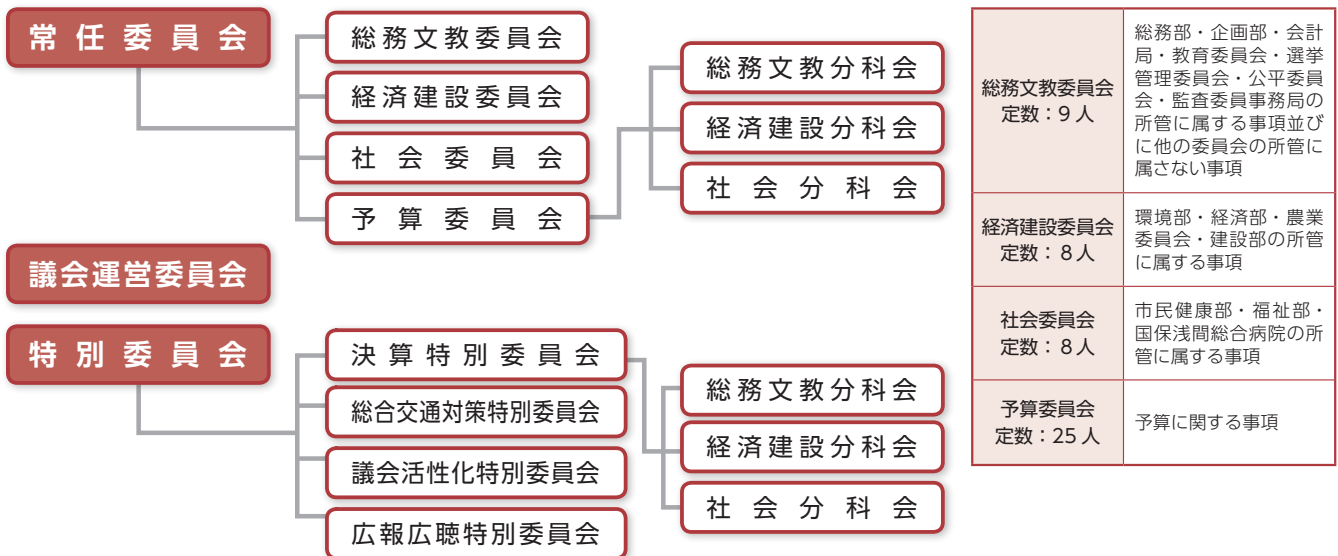 常任委員会
総務文教委員会
経済建設委員会
社会委員会
予算委員会
総務文教分科会
経済建設分科会
社会分科会
議会運営委員会
特別委員会
決算特別委員会
総合交通対策特別委員会
議会活性化特別委員会
広報広聴特別委員会
総務文教分科会
経済建設分科会
社会分科会
総務文教委員会
定数：9人
総務部・企画部・会計
局・教育委員会・選挙
管理委員会・公平委員
会・監査委員事務局の
所管に属する事項並び
に他の委員会の所管に
属さない事項
経済建設委員会
定数：8人
環境部・経済部・農業
委員会・建設部の所管
に属する事項
社会委員会
定数：8人
市民健康部・福祉部・
国保浅間総合病院の所
管に属する事項
予算委員会
定数：25人
予算に関する事項